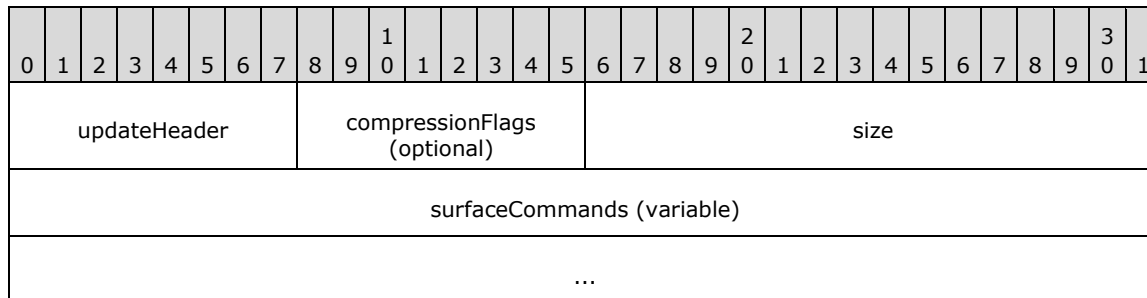 1 2 3
0 1 2 3 4 5 6 7 8 9 0 1 2 3 4 5 6 7 8 9 0 1 2 3 4 5 6 7 8 9 0 1
updateHeader compressionFlags size
(optional)
surfaceCommands (variable)
...